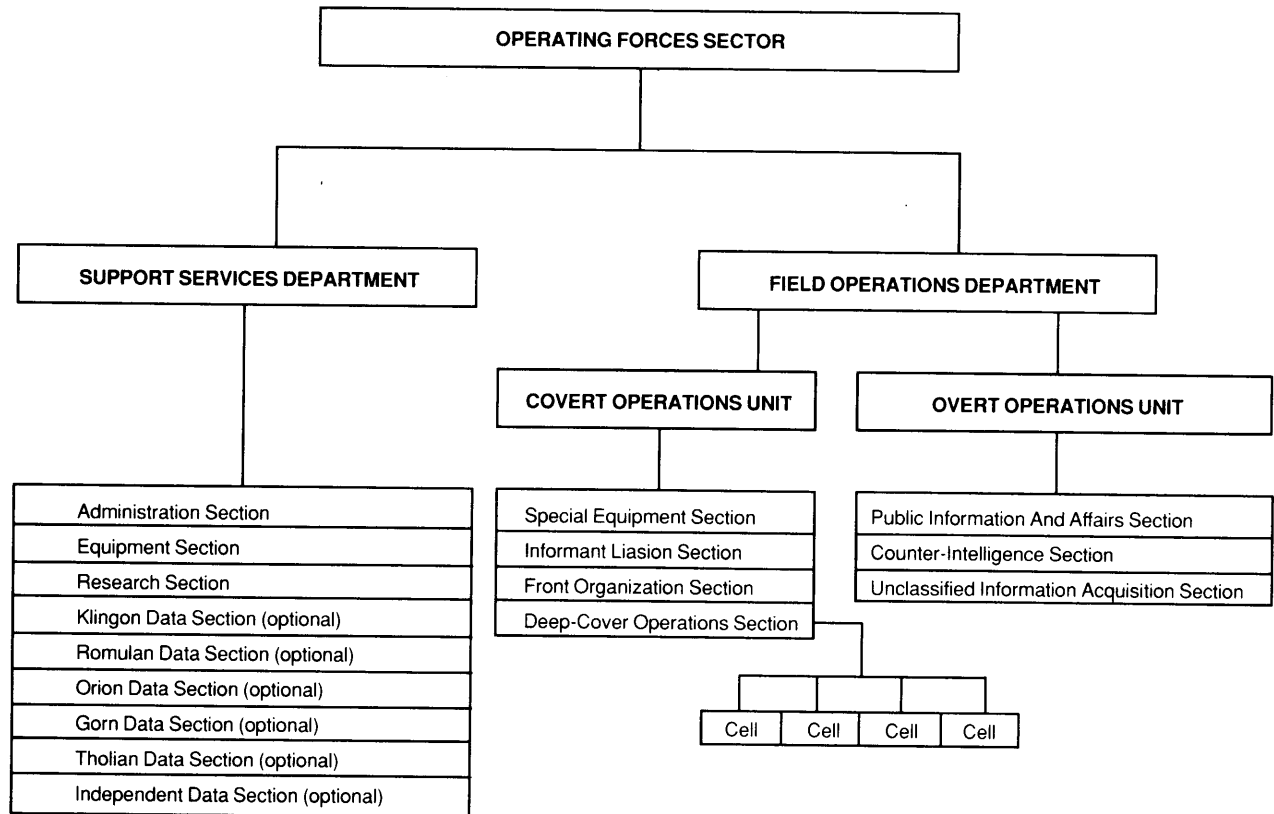 OPERATING FORCES SECTOR
SUPPORT SERVICES DEPARTMENT
FIELD OPERATIONS DEPARTMENT
COVERT OPERATIONS UNIT
OVERT OPERATIONS UNIT
Administration Section
Equipment Section
Research Section
Klingon Data Section (optional)
Romulan Data Section (optional)
Orion Data Section (optional)
Gorn Data Section (optional)
Tholian Data Section (optional)
Independent Data Section (optional)
Special Equipment Section
Informant Liasion Section
Front Organization Section
Deep-Cover Operations Section
Public Information And Affairs Section
Counter-Intelligence Section
Unclassified Information Acquisition Section
Cell
Cell
Cell
Cell